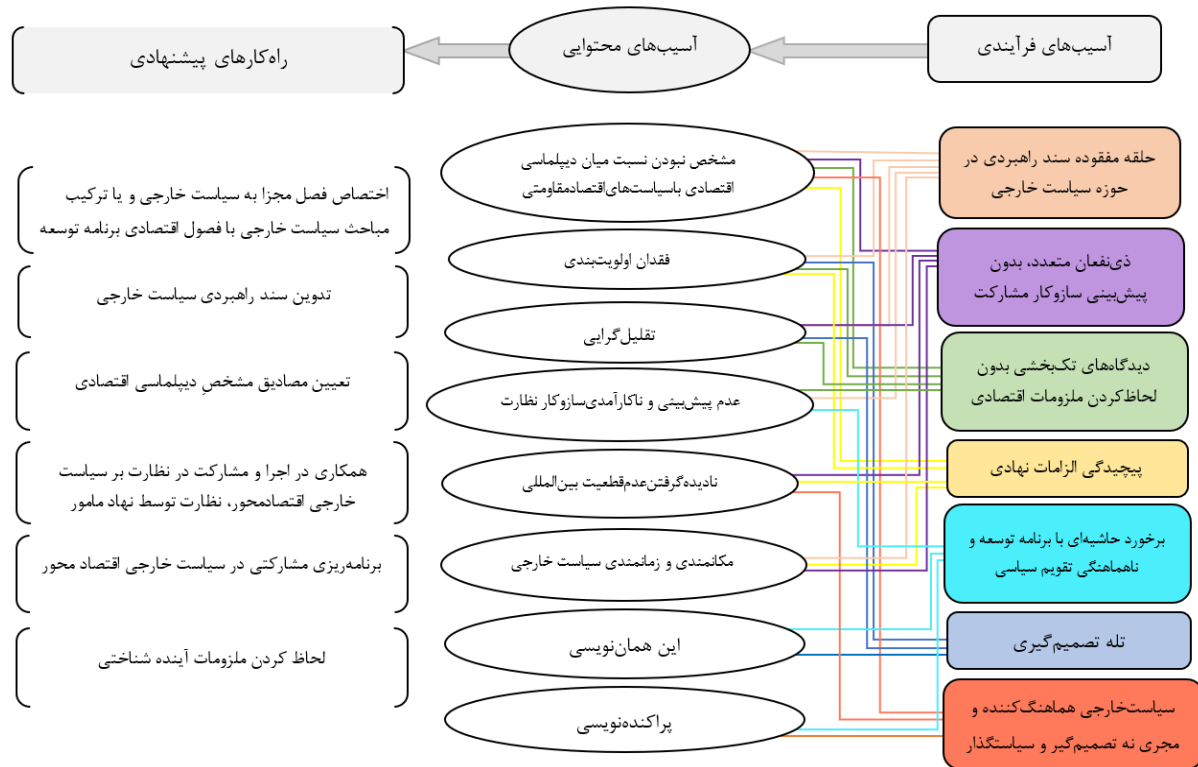 آسیب‌های فرآیندی
آسیب‌های محتوایی
راه‌کارهای پیشنهادی
حلقه مفقوده سند راهبردی در
حوزه سیاست خارجی
ذی‌نفعان متعدد، بدون
پیش‌بینی سازوکار مشارکت
دیدگاه‌های تک‌بخشی بدون
لحاظ‌کردن ملزومات اقتصادی
پیچیدگی الزامات نهادی
برخورد حاشیه‌ای با برنامه توسعه و
ناهماهنگی تقویم سیاسی
تله تصمیم‌گیری
سیاست‌خارجی هماهنگ‌کننده و
مجری نه تصمیم‌گیر و سیاستگذار
مشخص نبودن نسبت میان دیپلماسی
اقتصادی باسیاست‌های‌اقتصادمقاومتی
فقدان اولویت‌بندی
تقلیل‌گرایی
عدم پیش‌بینی و ناکارآمدی‌سازوکار نظارت
نادیده‌گرفتن‌عدم‌قطعیت بین‌المللی
مکانمندی و زمانمندی سیاست خارجی
این همان‌نویسی
پراکنده‌نویسی
اختصاص فصل مجزا به سیاست خارجی و یا ترکیب
مباحث سیاست خارجی با فصول اقتصادی برنامه توسعه
تدوین سند راهبردی سیاست خارجی
تعیین مصادیق مشخصِ دیپلماسی اقتصادی
همکاری در اجرا و مشارکت در نظارت بر سیاست
خارجی اقتصادمحور، نظارت توسط نهاد مامور
برنامه‌ریزی مشارکتی در سیاست خارجی اقتصاد محور
لحاظ کردن ملزومات آینده شناختی